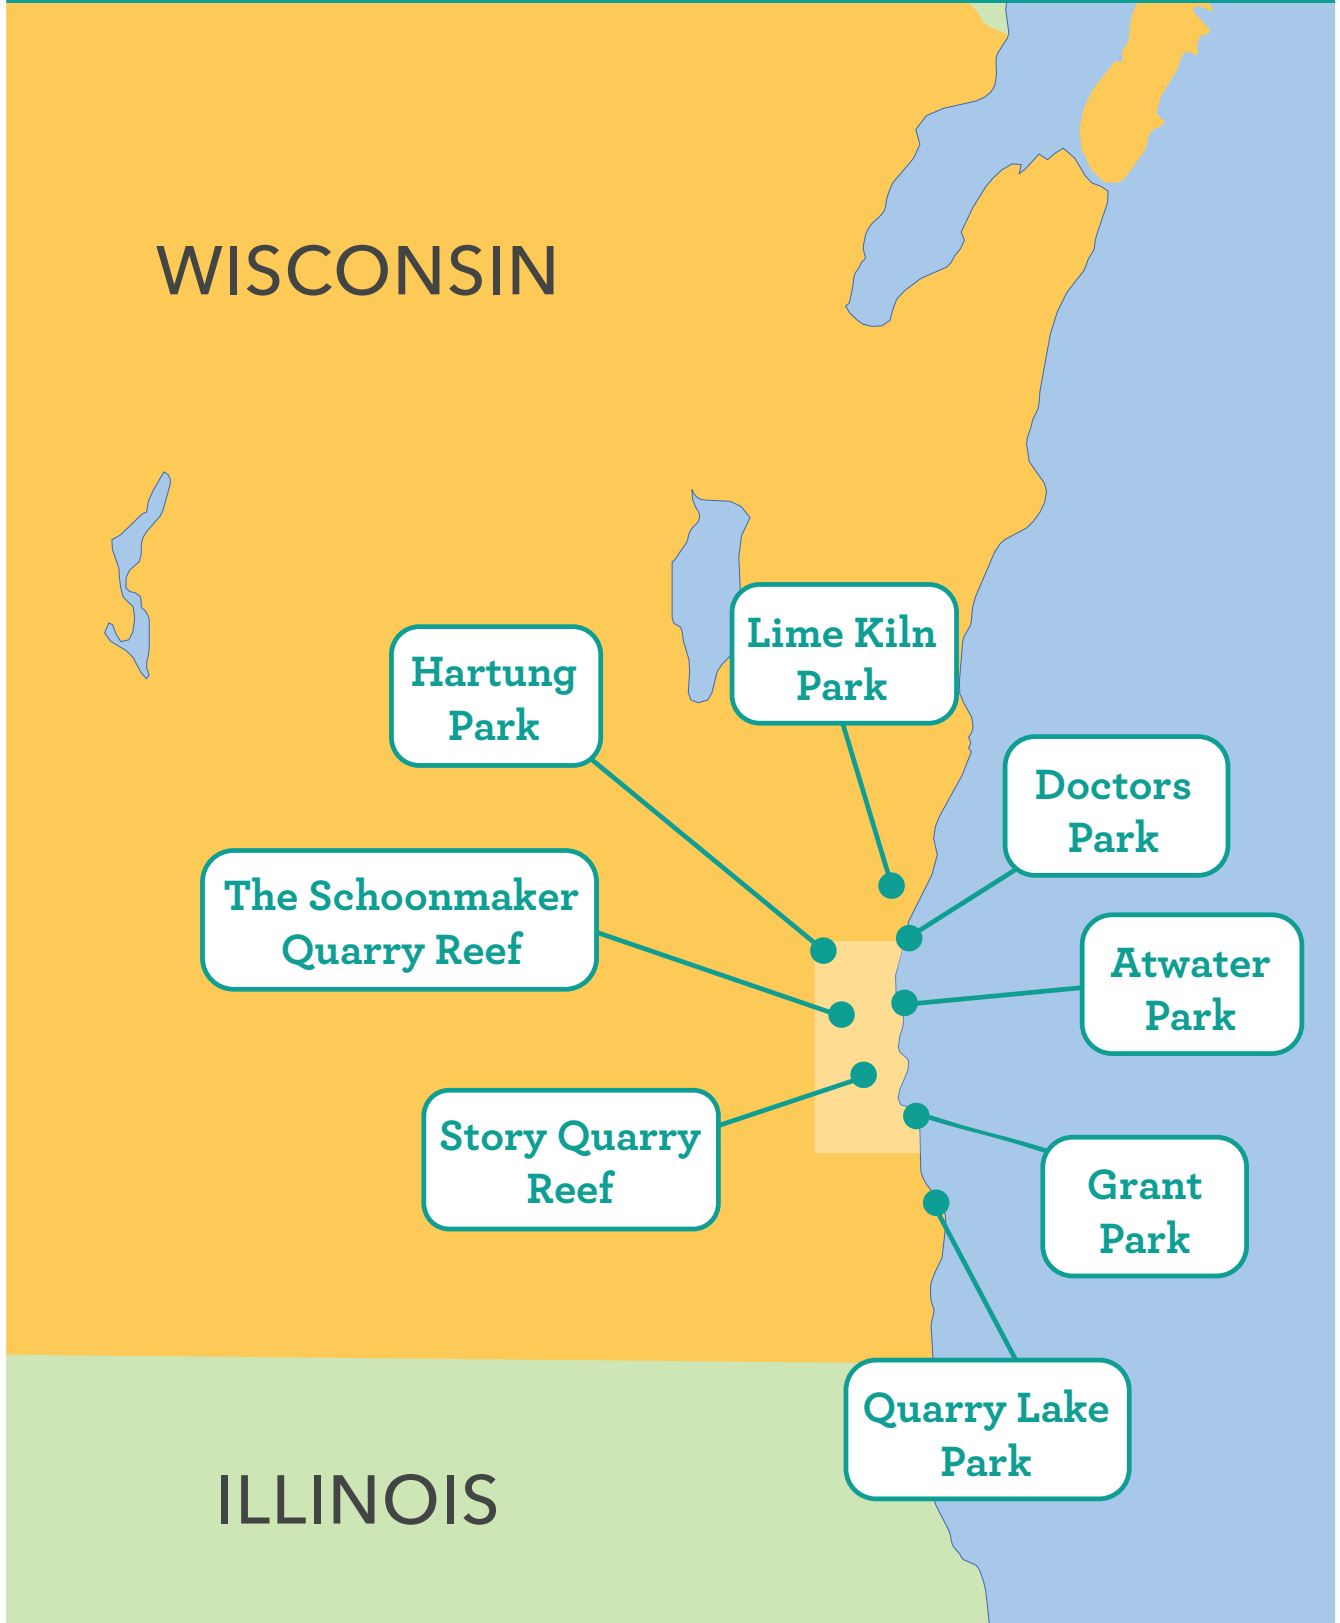 WISCONSIN
Lime Kiln
Park
Hartung
Park
Doctors
Park
The Schoonmaker
Quarry Reef
Atwater
Park
Story Quarry
Reef
Grant
Park
Quarry Lake
Park
ILLINOIS